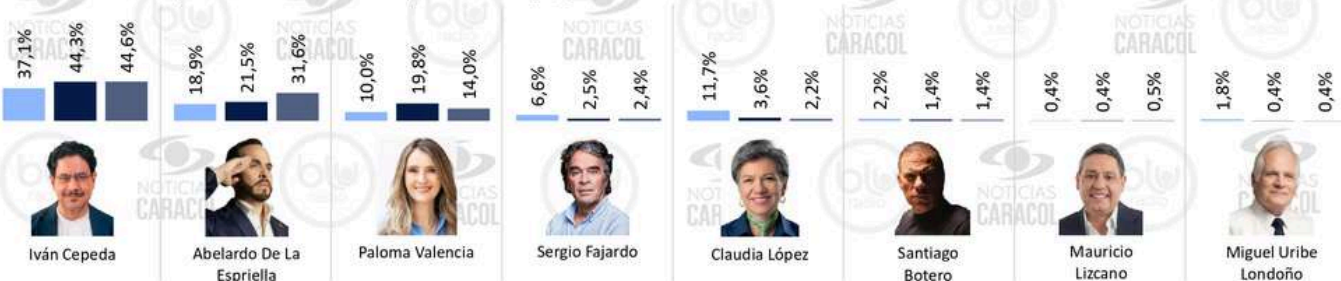 37,1% 44,3% 44,6%
18,9% 21,5% 31,6%
10,0% 19,8% 14,0%
6,6% 2,5% 2,4%
11,7% 3,6% 2,2%
2,2% 1,4% 1,4%
0,4% 0,4% 0,5%
1,8% 0,4% 0,4%
NOTICIAS
CARACOL
blu
radio
Iván Cepeda
Abelardo De La
Espriella
Paloma Valencia
Sergio Fajardo
Claudia López
Santiago
Botero
Mauricio
Lizcano
Miguel Uribe
Londoño